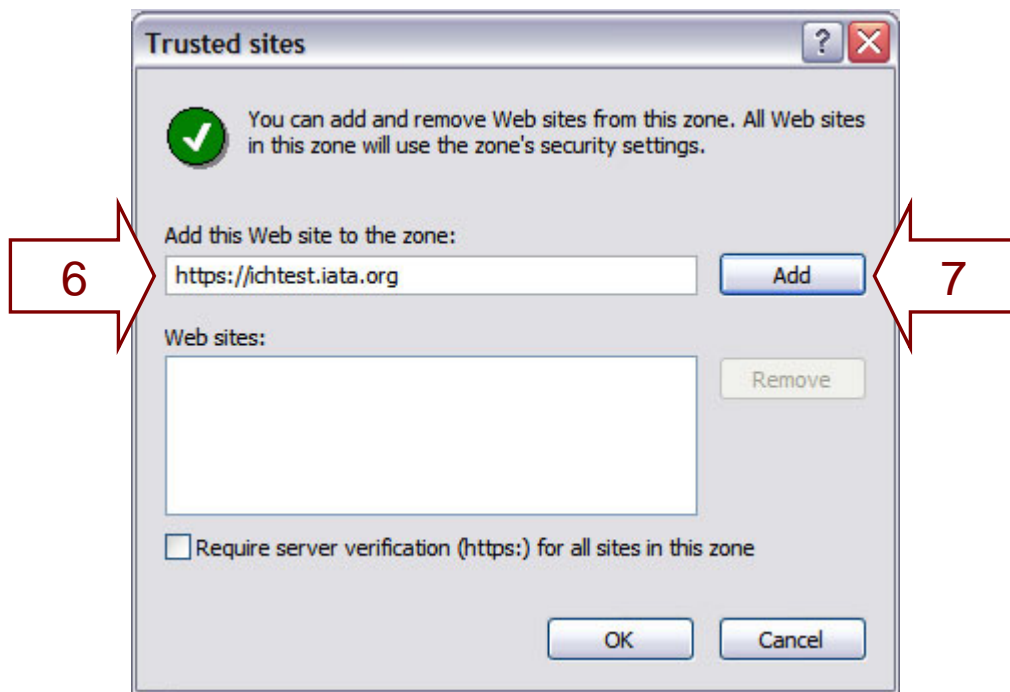 Trusted sites
You can add and remove Web sites from this zone. All Web sites
in this zone will use the zone's security settings.
Add this Web site to the zone:
6
https://ichtest.iata.org
Add
7
Web sites:
Remove
Require server verification (https:) for all sites in this zone
OK
Cancel